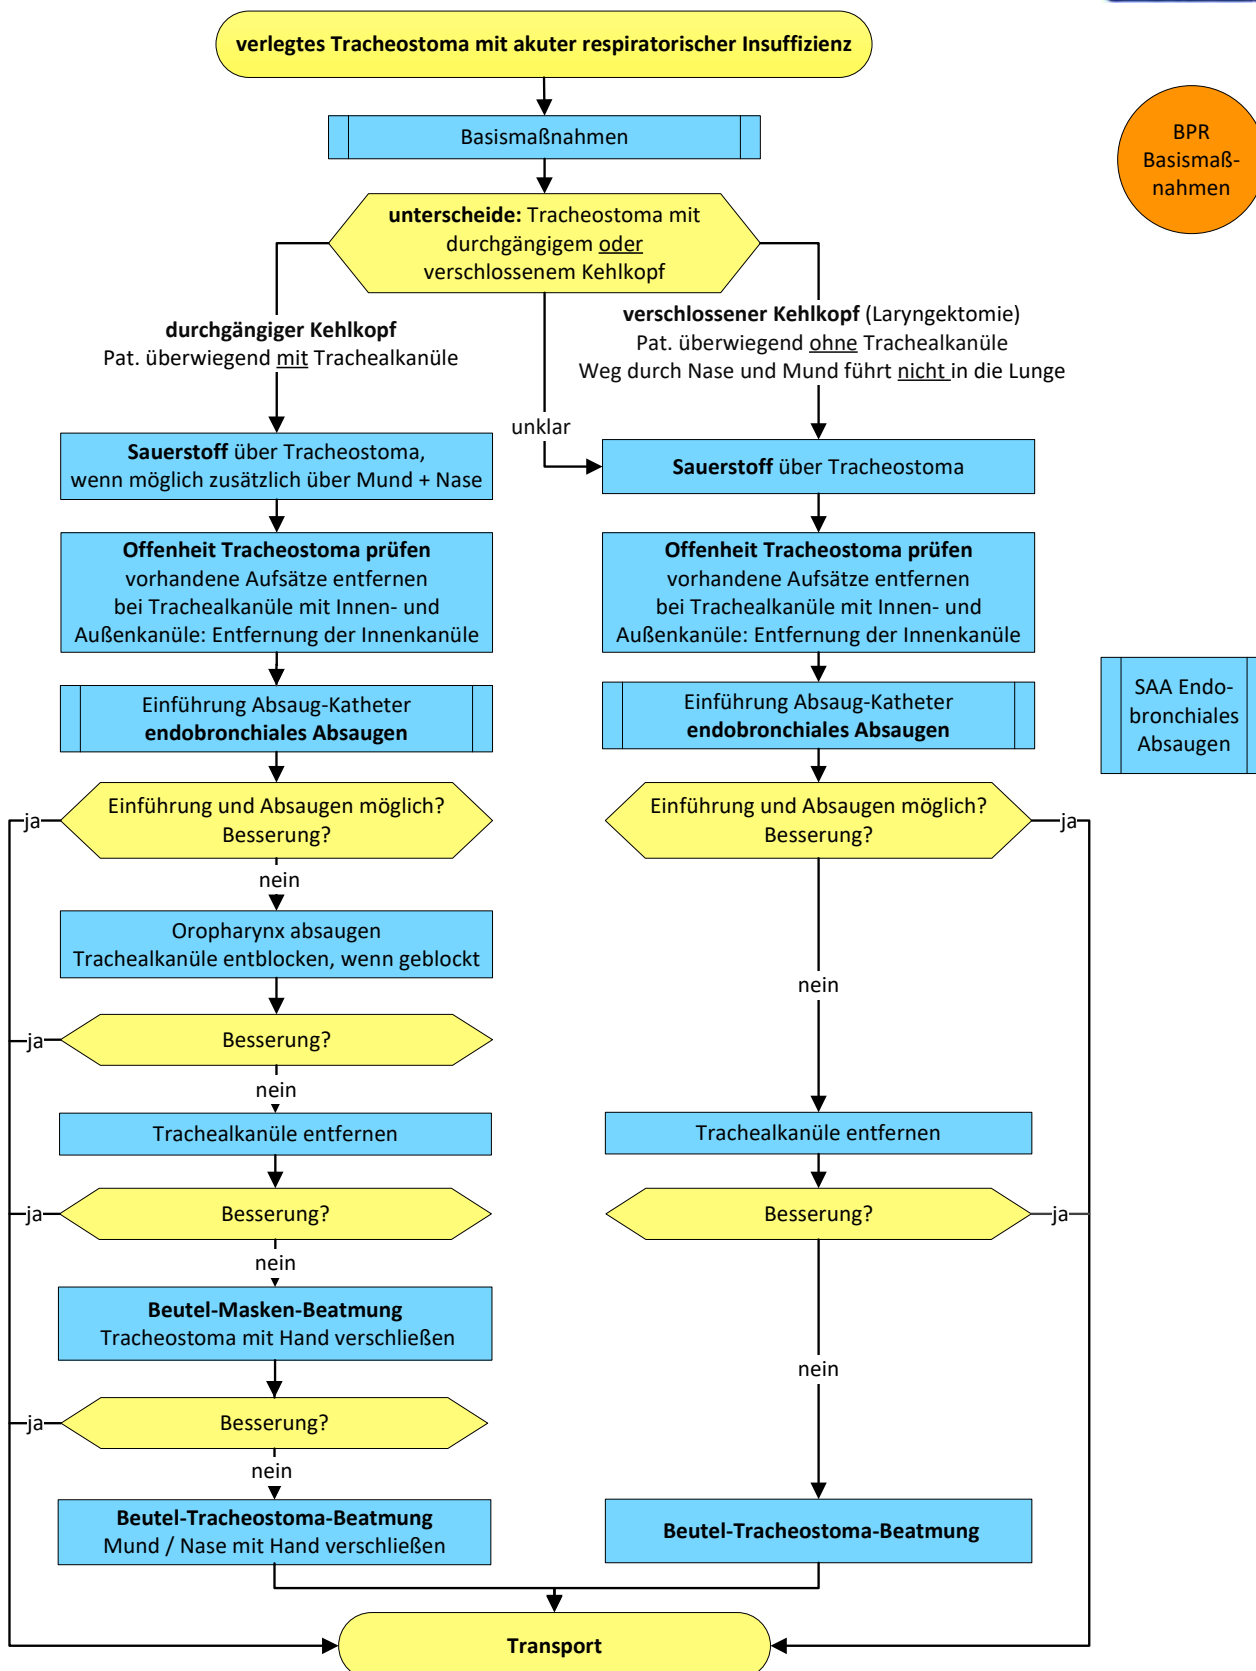 verlegtes Tracheostoma mit akuter respiratorischer Insuffizienz
Basismaßnahmen
BPR
Basismaß-
nahmen
unterscheide: Tracheostoma mit
durchgängigem oder
verschlossenem Kehlkopf
durchgängiger Kehlkopf
Pat. überwiegend mit Trachealkanüle
verschlossener Kehlkopf (Laryngektomie)
Pat. überwiegend ohne Trachealkanüle
Weg durch Nase und Mund führt nicht in die Lunge
unklar
Sauerstoff über Tracheostoma,
wenn möglich zusätzlich über Mund + Nase
Sauerstoff über Tracheostoma
Offenheit Tracheostoma prüfen
vorhandene Aufsätze entfernen
bei Trachealkanüle mit Innen- und
Außenkanüle: Entfernung der Innenkanüle
Offenheit Tracheostoma prüfen
vorhandene Aufsätze entfernen
bei Trachealkanüle mit Innen- und
Außenkanüle: Entfernung der Innenkanüle
Einführung Absaug-Katheter
endobronchiales Absaugen
Einführung Absaug-Katheter
endobronchiales Absaugen
SAA Endo-
bronchiales
Absaugen
ja
Einführung und Absaugen möglich?
Besserung?
Einführung und Absaugen möglich?
Besserung?
ja
nein
Oropharynx absaugen
Trachealkanüle entblocken, wenn geblockt
nein
ja
Besserung?
nein
Trachealkanüle entfernen
Trachealkanüle entfernen
ja
Besserung?
Besserung?
ja
nein
Beutel-Masken-Beatmung
Tracheostoma mit Hand verschließen
nein
ja
Besserung?
nein
Beutel-Tracheostoma-Beatmung
Mund / Nase mit Hand verschließen
Beutel-Tracheostoma-Beatmung
Transport